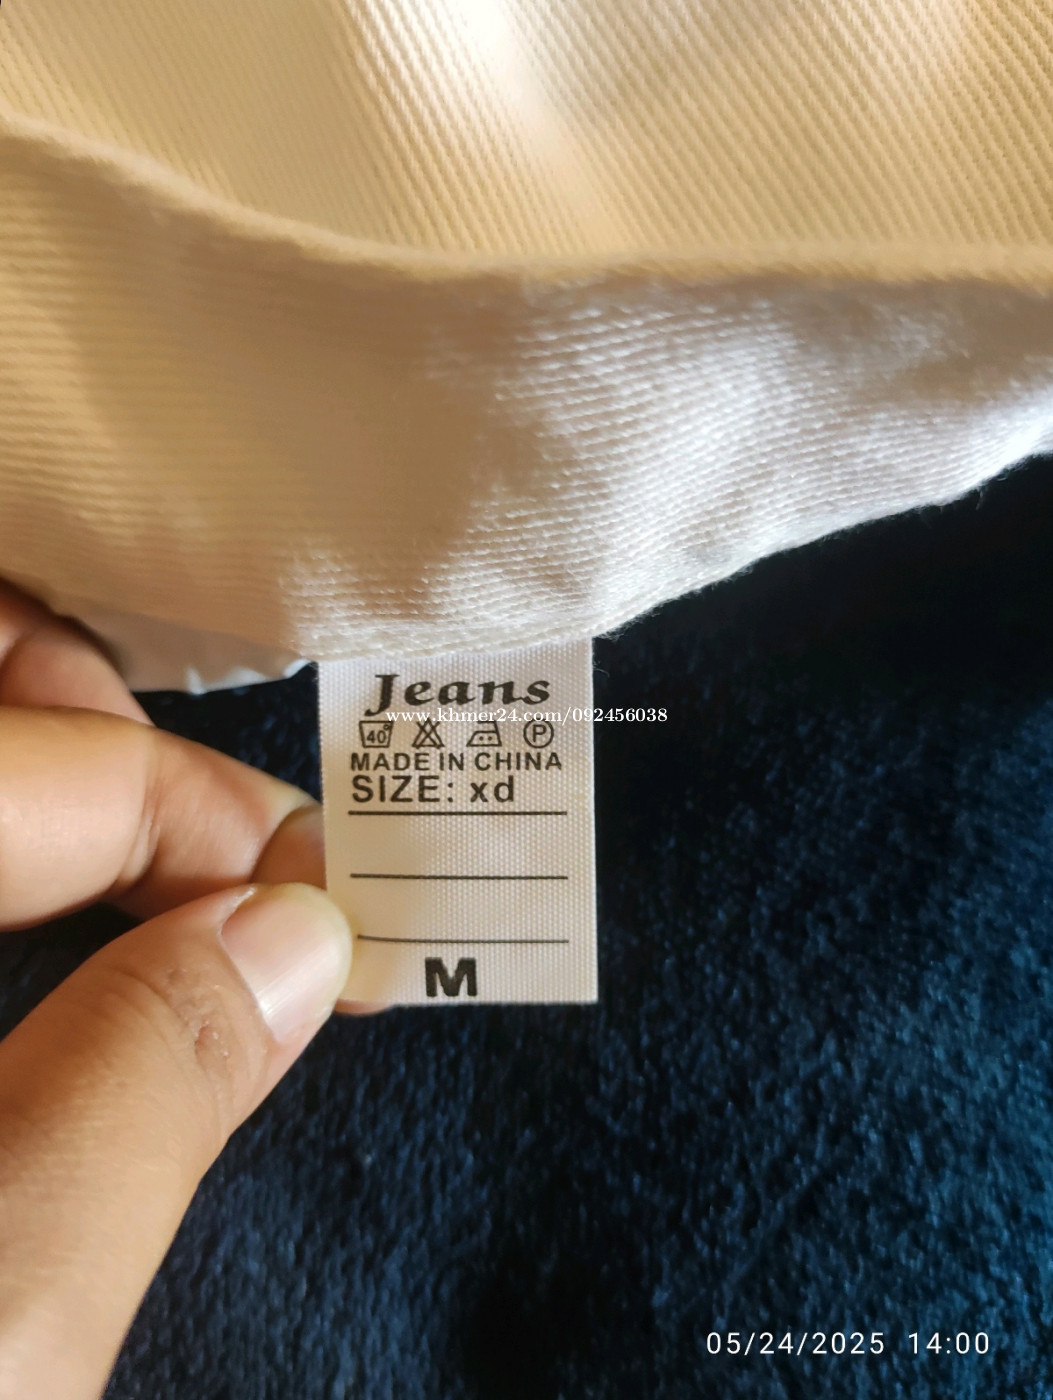 Jeans
www.khmer24.com/092456038
40° P
MADE IN CHINA
SIZE: xd
M
05/24/2025 14:00